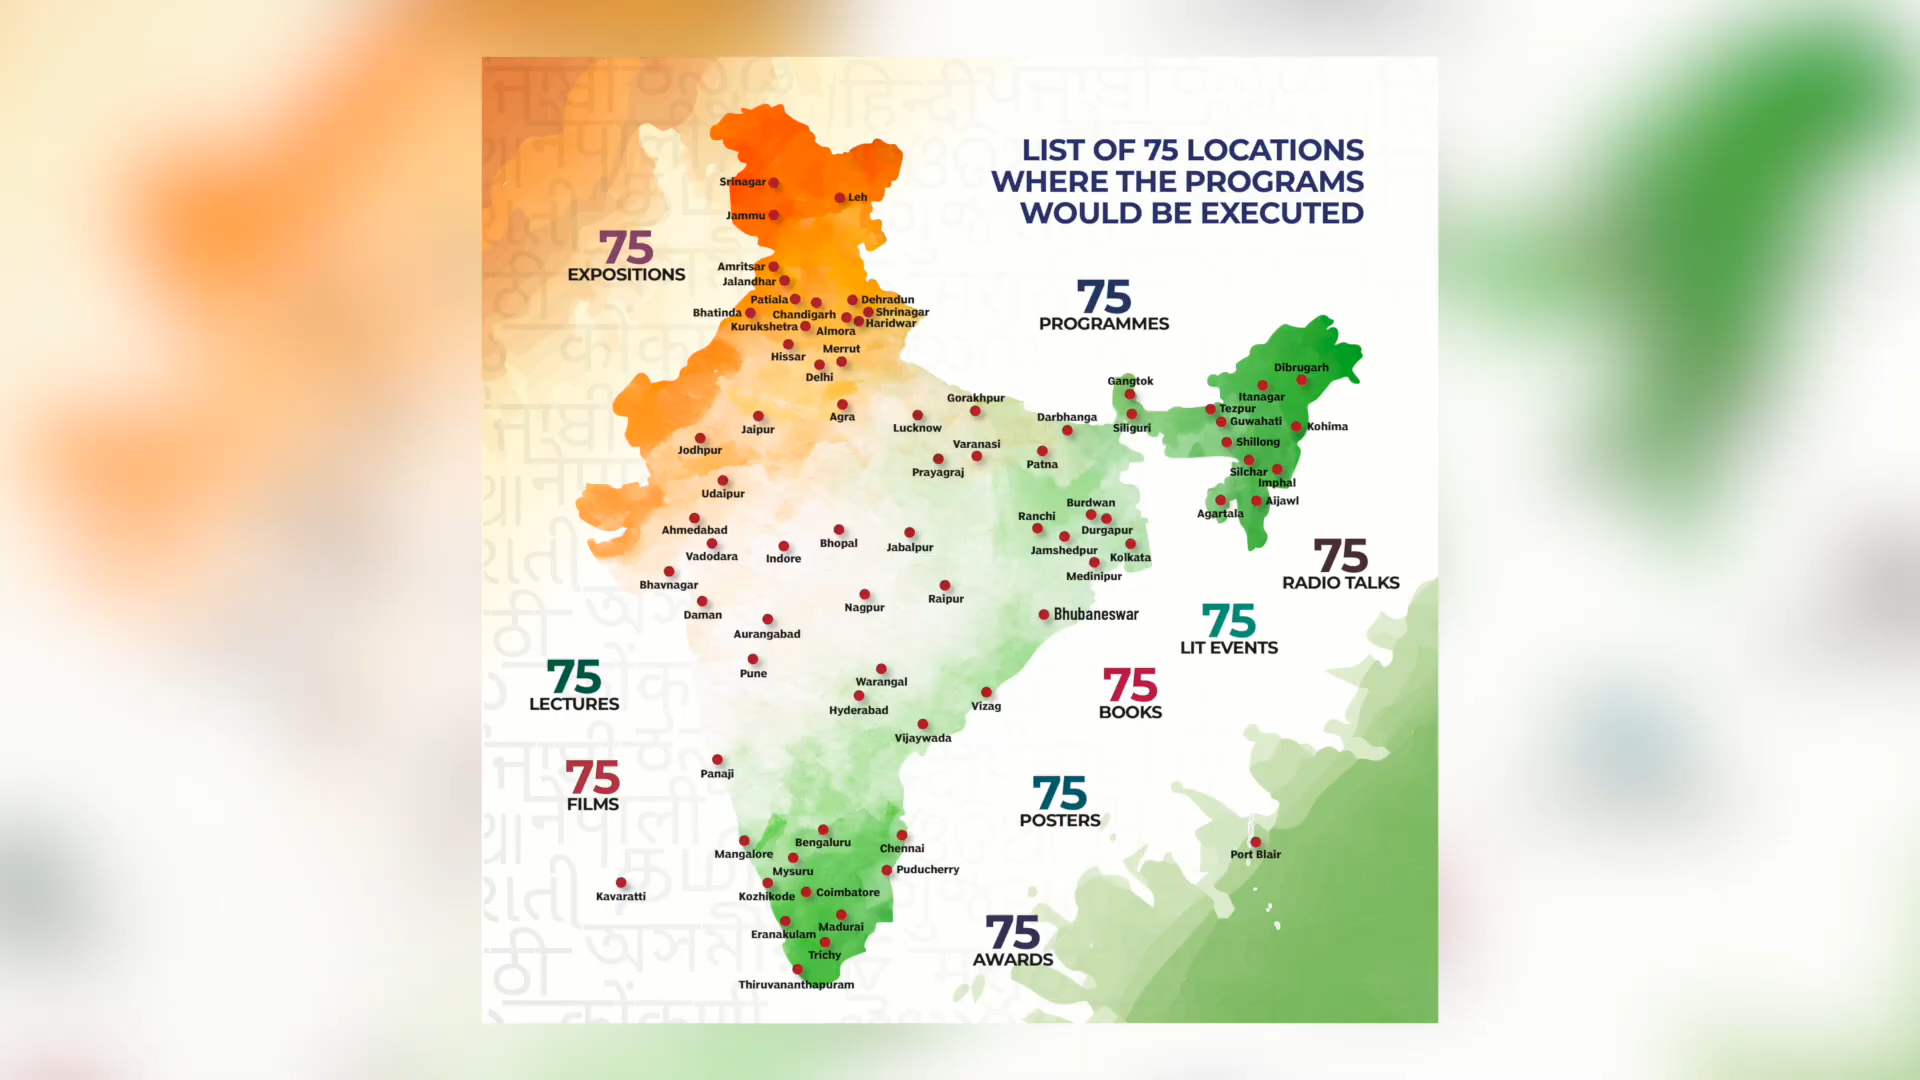 LIST OF 75 LOCATIONS
WHERE THE PROGRAMS
WOULD BE EXECUTED
Srinagar
Leh
Jammu
75
EXPOSITIONS
Amritsar
Jalandhar
75
PROGRAMMES
Patiala
Dehradun
Bhatinda
Chandigarh
Shrinagar
Kurukshetra
Almora
Haridwar
Hissar
Merrut
Delhi
Dibrugarh
Gangtok
Itanagar
Agra
Gorakhpur
Tezpur
Jaipur
Lucknow
Darbhanga
Siliguri
Guwahati
Kohima
Jodhpur
Varanasi
Shillong
Prayagraj
Patna
Silchar
Imphal
Udaipur
Burdwan
Agartala
Aijawl
Ahmedabad
Ranchi
Durgapur
Vadodara
Indore
Bhopal
Jabalpur
Jamshedpur
Kolkata
75
RADIO TALKS
Bhavnagar
Medinipur
Daman
Nagpur
Raipur
Bhubaneswar
Aurangabad
75
LIT EVENTS
Pune
Warangal
75
LECTURES
Hyderabad
Vizag
75
BOOKS
Vijaywada
Panaji
75
FILMS
75
POSTERS
Mangalore
Bengaluru
Chennai
Port Blair
Mysuru
Puducherry
Kavaratti
Kozhikode
Coimbatore
Eranakulam
Madurai
Trichy
75
AWARDS
Thiruvananthapuram